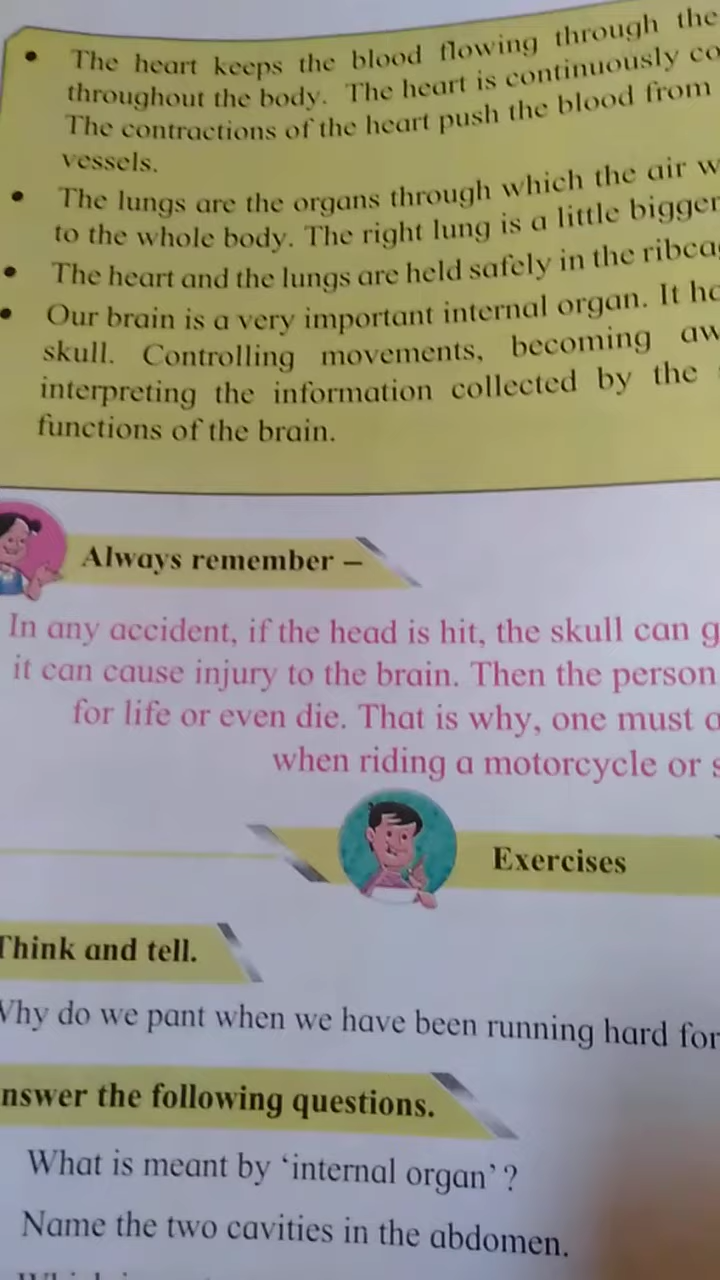 • The heart keeps the blood flowing through the
throughout the body. The heart is continuously co
The contractions of the heart push the blood from
vessels.
• The lungs are the organs through which the air w
to the whole body. The right lung is a little bigger
• The heart and the lungs are held safely in the ribca
• Our brain is a very important internal organ. It ha
skull. Controlling movements, becoming aw
interpreting the information collected by the
functions of the brain.
Always remember –
In any accident, if the head is hit, the skull can g
it can cause injury to the brain. Then the person
for life or even die. That is why, one must a
when riding a motorcycle or s
Exercises
Think and tell.
Why do we pant when we have been running hard for
nswer the following questions.
What is meant by ‘internal organ’?
Name the two cavities in the abdomen.